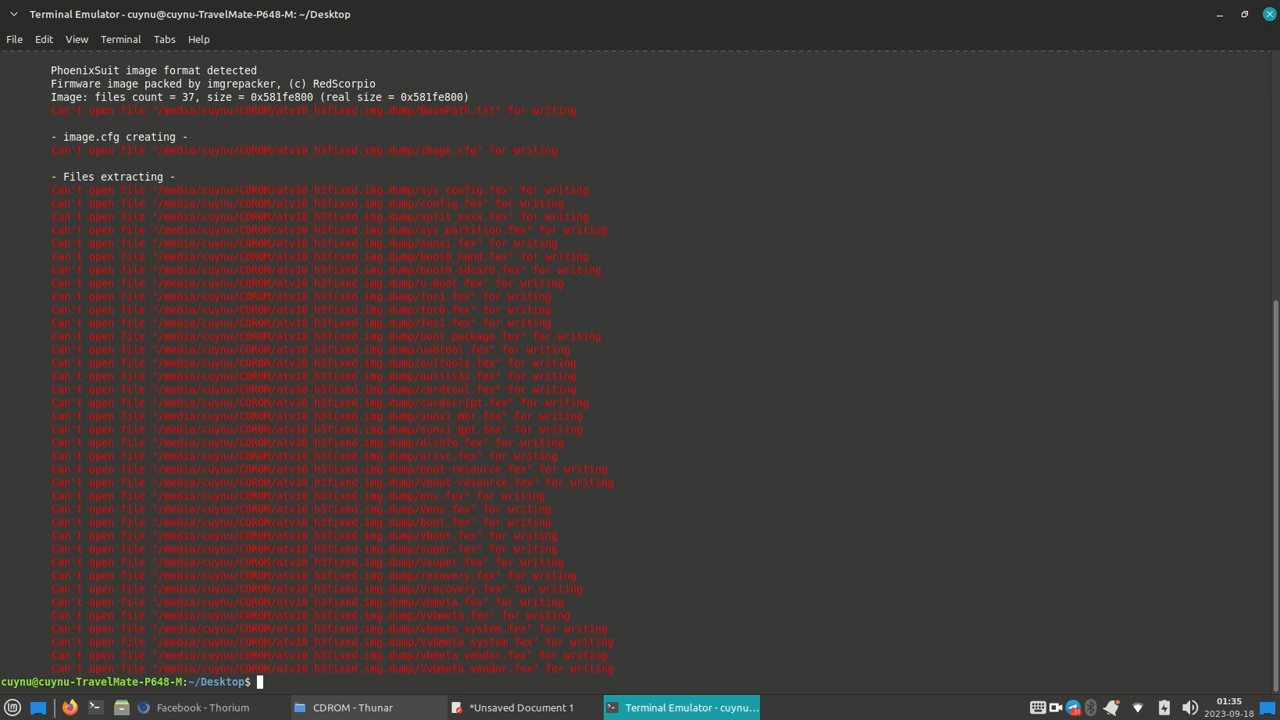 Terminal Emulator - cuynu@cuynu-TravelMate-P648-M: ~/Desktop
File Edit View Terminal Tabs Help
PhoenixSuit image format detected
Firmware image packed by imgrepacker, (c) RedScorpio
Image: files count = 37, size = 0x581fe800 (real size = 0x581fe800)
Can't open file "/media/cuynu/CDROM/atv10_h3fixed.img.dump/basePath.txt" for writing
- image.cfg creating -
Can't open file "/media/cuynu/CDROM/atv10_h3fixed.img.dump/image.cfg" for writing
- Files extracting -
Can't open file "/media/cuynu/CDROM/atv10_h3fixed.img.dump/sys_config.fex" for writing
Can't open file "/media/cuynu/CDROM/atv10_h3fixed.img.dump/config.fex" for writing
Can't open file "/media/cuynu/CDROM/atv10_h3fixed.img.dump/split_xxxx.fex" for writing
Can't open file "/media/cuynu/CDROM/atv10_h3fixed.img.dump/sys_partition.fex" for writing
Can't open file "/media/cuynu/CDROM/atv10_h3fixed.img.dump/sunxi.fex" for writing
Can't open file "/media/cuynu/CDROM/atv10_h3fixed.img.dump/boot0_nand.fex" for writing
Can't open file "/media/cuynu/CDROM/atv10_h3fixed.img.dump/boot0_sdcard.fex" for writing
Can't open file "/media/cuynu/CDROM/atv10_h3fixed.img.dump/u-boot.fex" for writing
Can't open file "/media/cuynu/CDROM/atv10_h3fixed.img.dump/toc1.fex" for writing
Can't open file "/media/cuynu/CDROM/atv10_h3fixed.img.dump/toc0.fex" for writing
Can't open file "/media/cuynu/CDROM/atv10_h3fixed.img.dump/fes1.fex" for writing
Can't open file "/media/cuynu/CDROM/atv10_h3fixed.img.dump/boot_package.fex" for writing
Can't open file "/media/cuynu/CDROM/atv10_h3fixed.img.dump/usbtool.fex" for writing
Can't open file "/media/cuynu/CDROM/atv10_h3fixed.img.dump/aultools.fex" for writing
Can't open file "/media/cuynu/CDROM/atv10_h3fixed.img.dump/aultls32.fex" for writing
Can't open file "/media/cuynu/CDROM/atv10_h3fixed.img.dump/cardtool.fex" for writing
Can't open file "/media/cuynu/CDROM/atv10_h3fixed.img.dump/cardscript.fex" for writing
Can't open file "/media/cuynu/CDROM/atv10_h3fixed.img.dump/sunxi_mbr.fex" for writing
Can't open file "/media/cuynu/CDROM/atv10_h3fixed.img.dump/sunxi_gpt.fex" for writing
Can't open file "/media/cuynu/CDROM/atv10_h3fixed.img.dump/dlinfo.fex" for writing
Can't open file "/media/cuynu/CDROM/atv10_h3fixed.img.dump/arisc.fex" for writing
Can't open file "/media/cuynu/CDROM/atv10_h3fixed.img.dump/boot-resource.fex" for writing
Can't open file "/media/cuynu/CDROM/atv10_h3fixed.img.dump/Vboot-resource.fex" for writing
Can't open file "/media/cuynu/CDROM/atv10_h3fixed.img.dump/env.fex" for writing
Can't open file "/media/cuynu/CDROM/atv10_h3fixed.img.dump/Venv.fex" for writing
Can't open file "/media/cuynu/CDROM/atv10_h3fixed.img.dump/boot.fex" for writing
Can't open file "/media/cuynu/CDROM/atv10_h3fixed.img.dump/Vboot.fex" for writing
Can't open file "/media/cuynu/CDROM/atv10_h3fixed.img.dump/super.fex" for writing
Can't open file "/media/cuynu/CDROM/atv10_h3fixed.img.dump/Vsuper.fex" for writing
Can't open file "/media/cuynu/CDROM/atv10_h3fixed.img.dump/recovery.fex" for writing
Can't open file "/media/cuynu/CDROM/atv10_h3fixed.img.dump/Vrecovery.fex" for writing
Can't open file "/media/cuynu/CDROM/atv10_h3fixed.img.dump/vbmeta.fex" for writing
Can't open file "/media/cuynu/CDROM/atv10_h3fixed.img.dump/Vvbmeta.fex" for writing
Can't open file "/media/cuynu/CDROM/atv10_h3fixed.img.dump/vbmeta_system.fex" for writing
Can't open file "/media/cuynu/CDROM/atv10_h3fixed.img.dump/Vvbmeta_system.fex" for writing
Can't open file "/media/cuynu/CDROM/atv10_h3fixed.img.dump/vbmeta_vendor.fex" for writing
Can't open file "/media/cuynu/CDROM/atv10_h3fixed.img.dump/Vvbmeta_vendor.fex" for writing
cuynu@cuynu-TravelMate-P648-M:~/Desktop$
Facebook - Thorium CDROM - Thunar *Unsaved Document 1 Terminal Emulator - cuynu... 01:35
2023-09-18